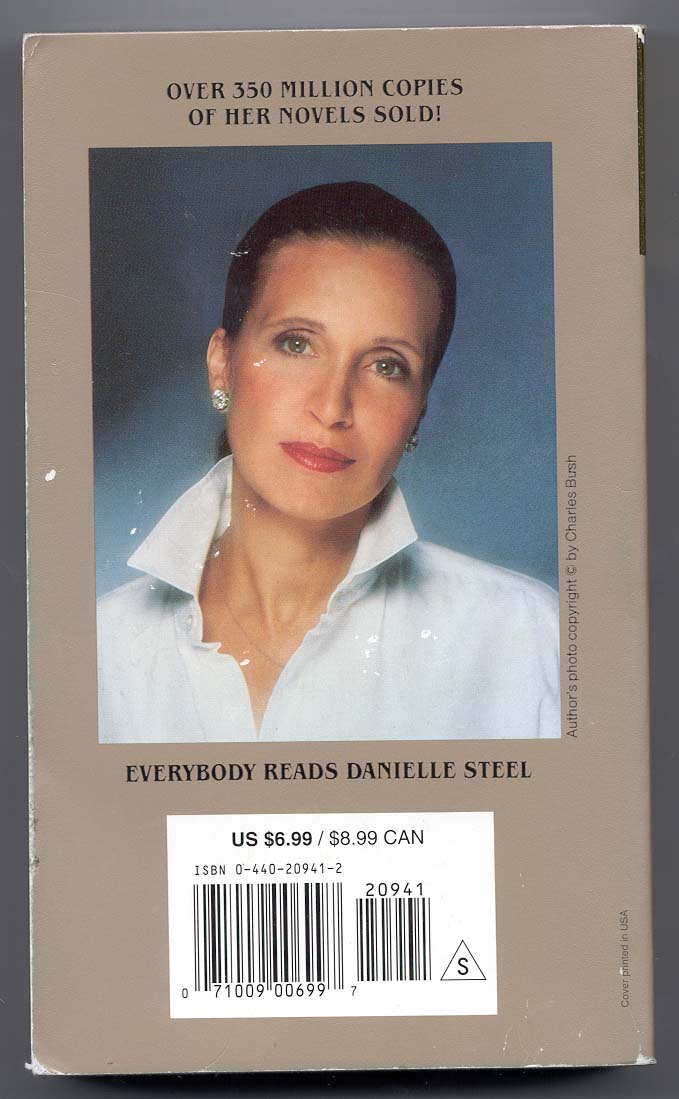 OVER 350 MILLION COPIES
OF HER NOVELS SOLD!
Author's photo copyright © by Charles Bush
EVERYBODY READS DANIELLE STEEL
US $6.99 / $8.99 CAN
ISBN 0-440-20941-2
20941
S
0 71009 00699 7
Cover printed in USA